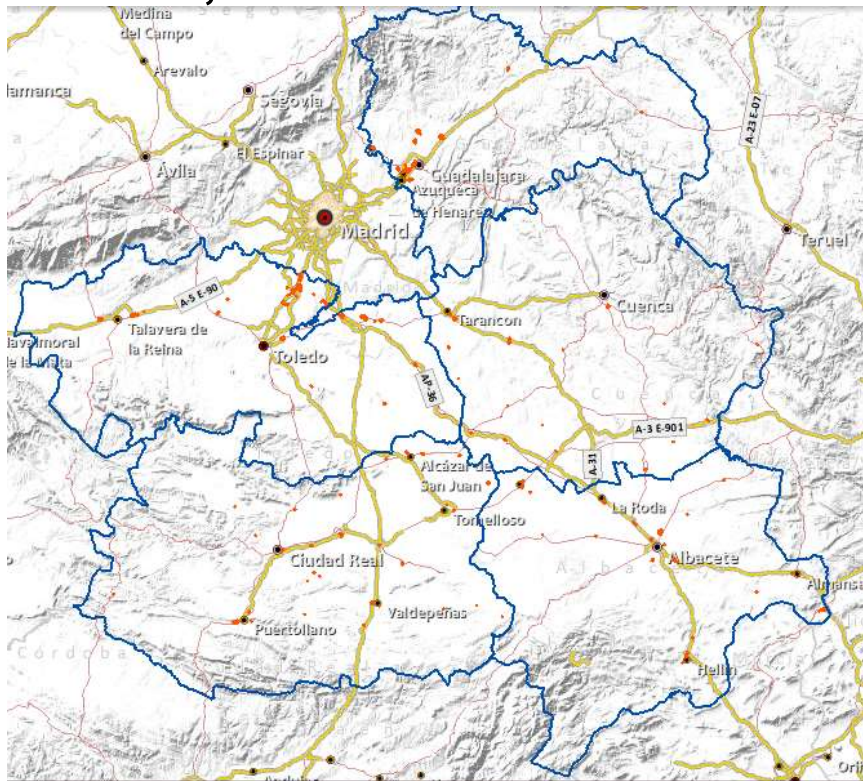 Medina
del Campo
Arevalo
Segovia
Ávila
El Espinar
A-23 E-07
Guadalajara
Azuqueca
de Henares
Madrid
Teruel
A-5 E-90
Cuenca
Tarancon
Talavera de
la Reina
Toledo
AP-36
A-3 E-901
A-31
Alcázar de
San Juan
La Roda
Tomelloso
Ciudad Real
Albacete
Almansa
Valdepeñas
Puertollano
Hellín